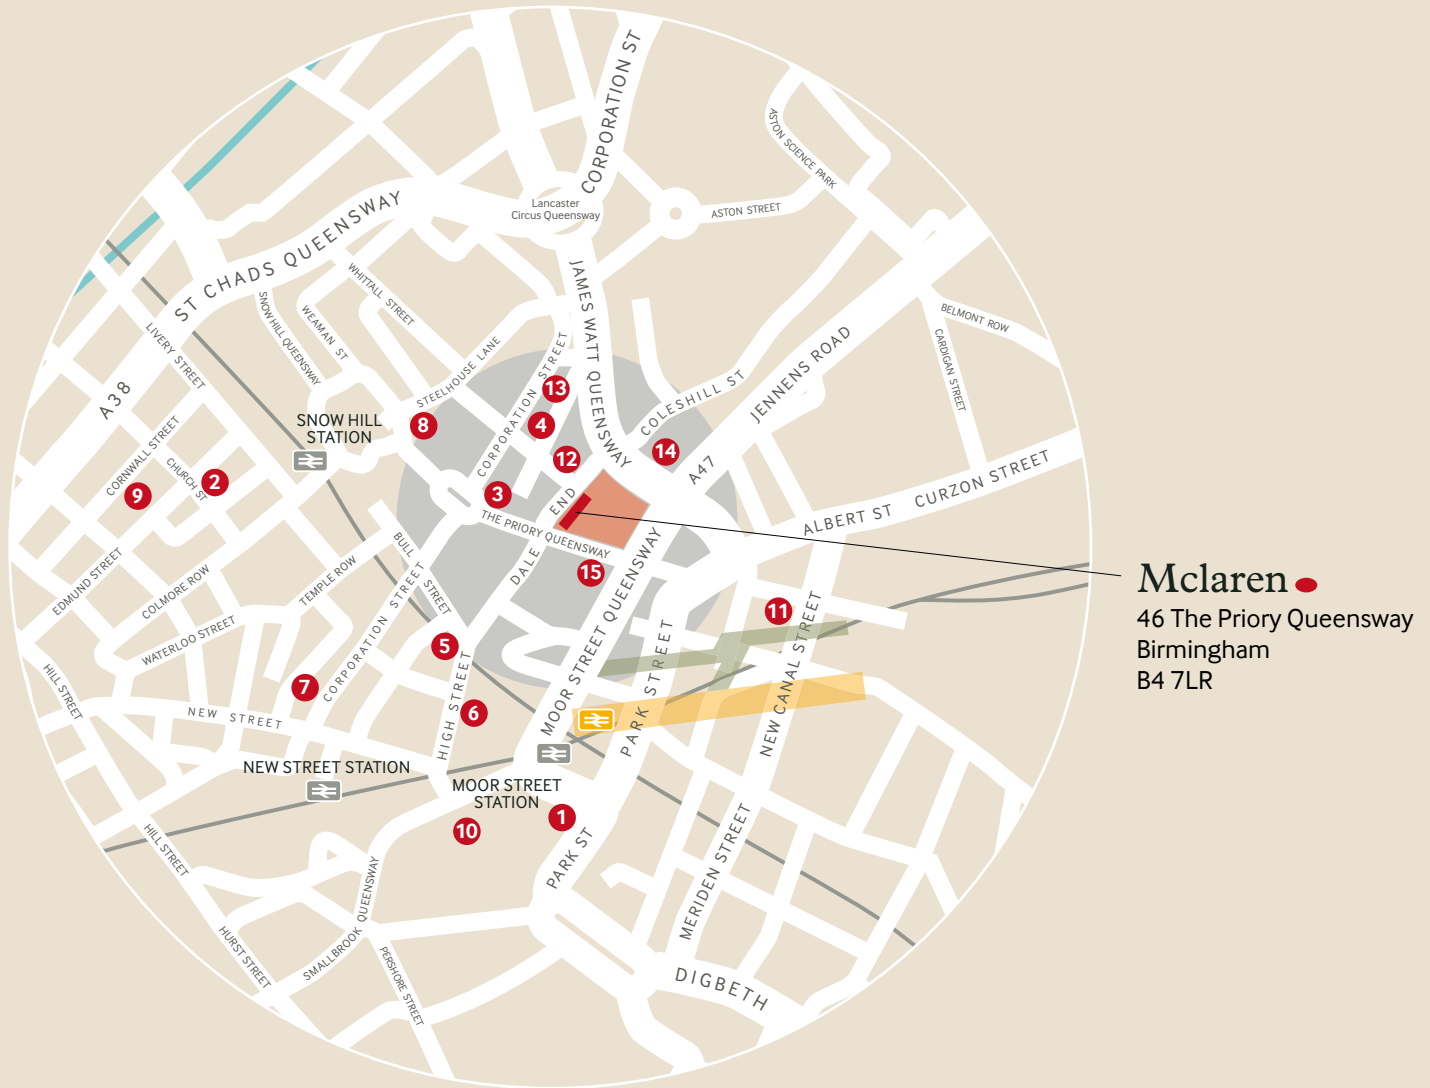 CORPORATION ST
ASTON SCIENCE PARK
Lancaster
Circus Queensway
ASTON STREET
ST CHADS QUEENSWAY
WHITTALL STREET
JAMES WATT QUEENSWAY
SNOW HILL QUEENSWAY
WEAMAN ST
BELMONT ROW
CARDIGAN STREET
LIVERY STREET
STEELHOUSE LANE
CORPORATION STREET
JENNENS ROAD
COLESHILL ST
A38
13
4
8
SNOW HILL
STATION
12
14
A47
CORNWALL STREET
CHURCH ST
2
9
3
END
CURZON STREET
ALBERT ST
THE PRIORY QUEENSWAY
DALE
BULL
STREET
15
EDMUND STREET
COLMORE ROW
TEMPLE ROW
WATERLOO STREET
CORPORATION STREET
MOOR STREET QUEENSWAY
11
Mclaren
46 The Priory Queensway
Birmingham
B4 7LR
5
HILL STREET
7
HIGH STREET
6
PARK STREET
NEW CANAL STREET
NEW STREET
NEW STREET STATION
MOOR STREET
STATION
1
10
HILL STREET
PARK ST
MERIDEN STREET
SMALLBROOK QUEENSWAY
HURST STREET
PERSHORE STREET
DIGBETH